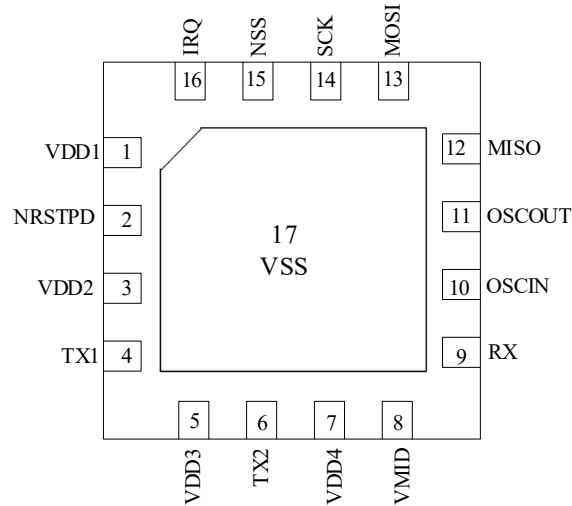 IRQ
NSS
SCK
MOSI
16
15
14
13
VDD1 1
12 MISO
NRSTPD 2
11 OSCOUT
17
VSS
VDD2 3
10 OSCIN
TX1 4
9 RX
5
6
7
8
VDD3
TX2
VDD4
VMID